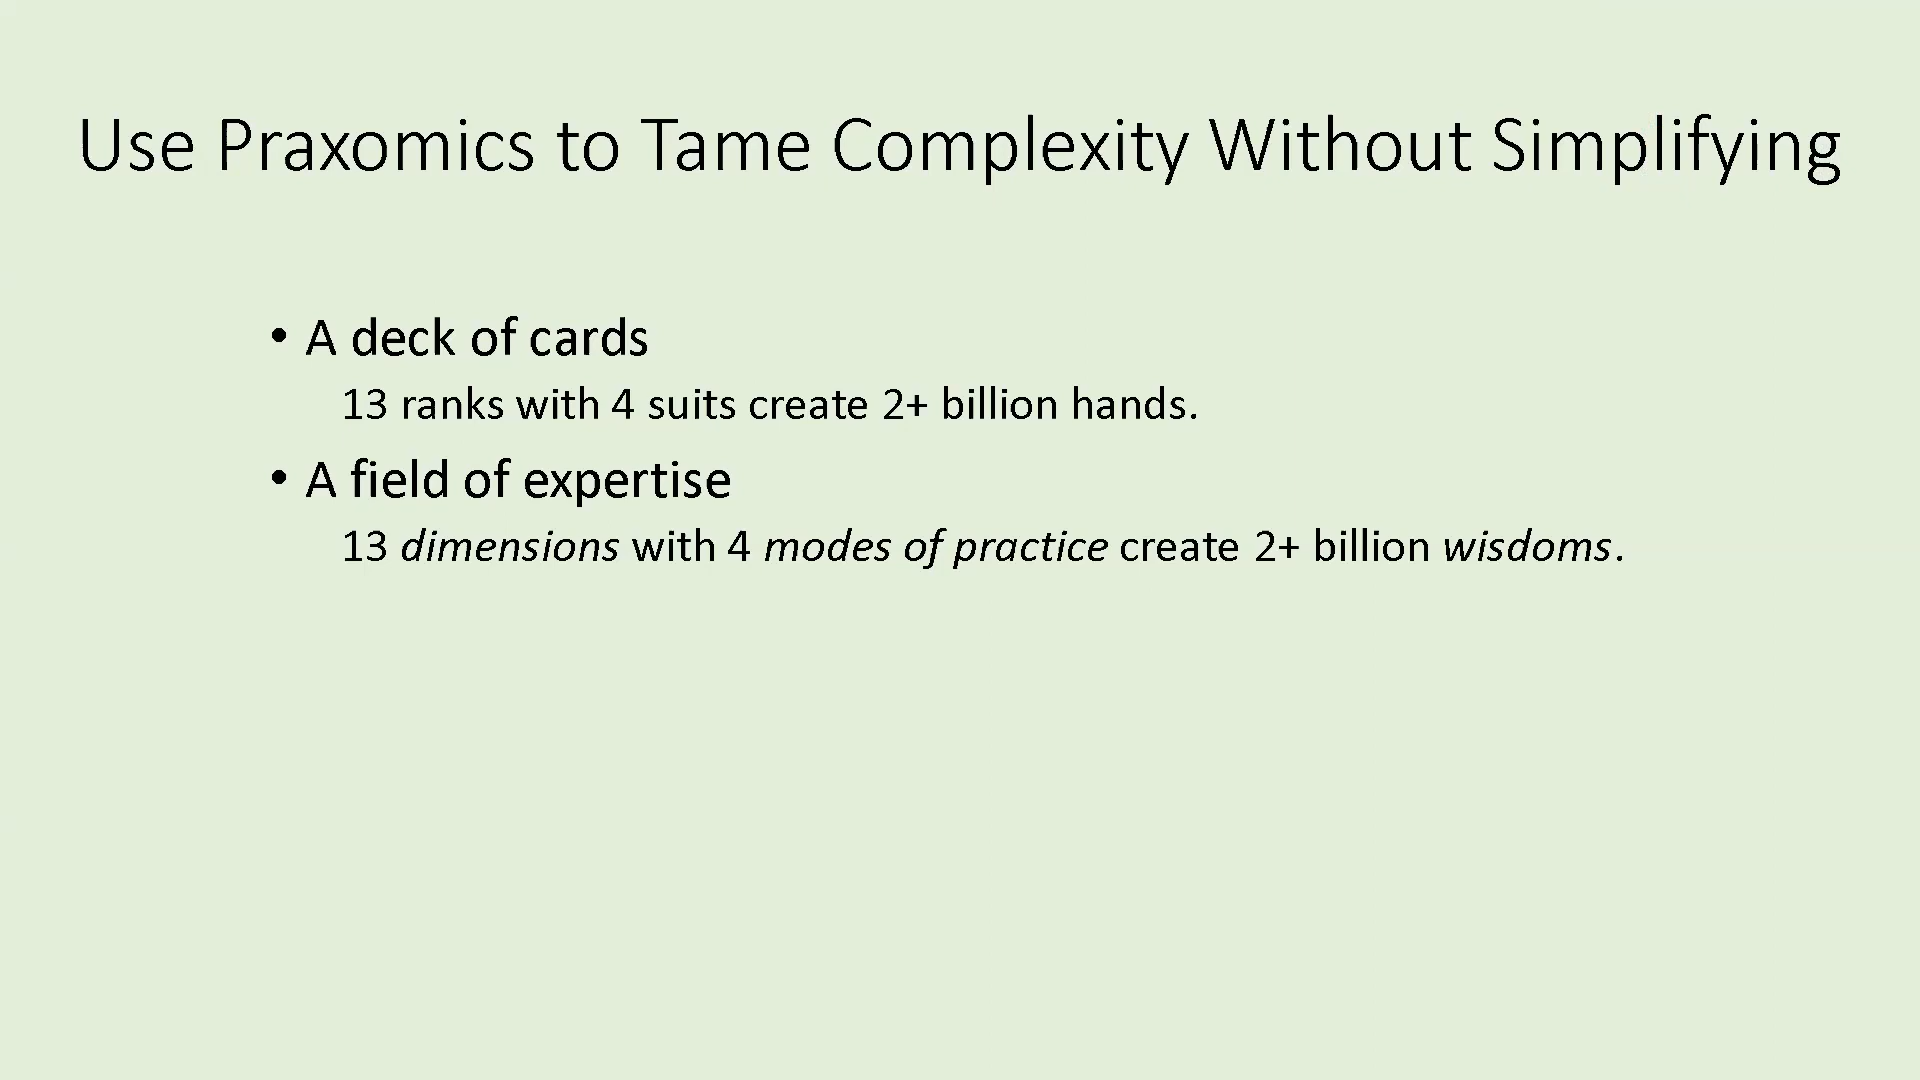 Use Praxomics to Tame Complexity Without Simplifying
• A deck of cards
13 ranks with 4 suits create 2+ billion hands.
• A field of expertise
13 dimensions with 4 modes of practice create 2+ billion wisdoms.